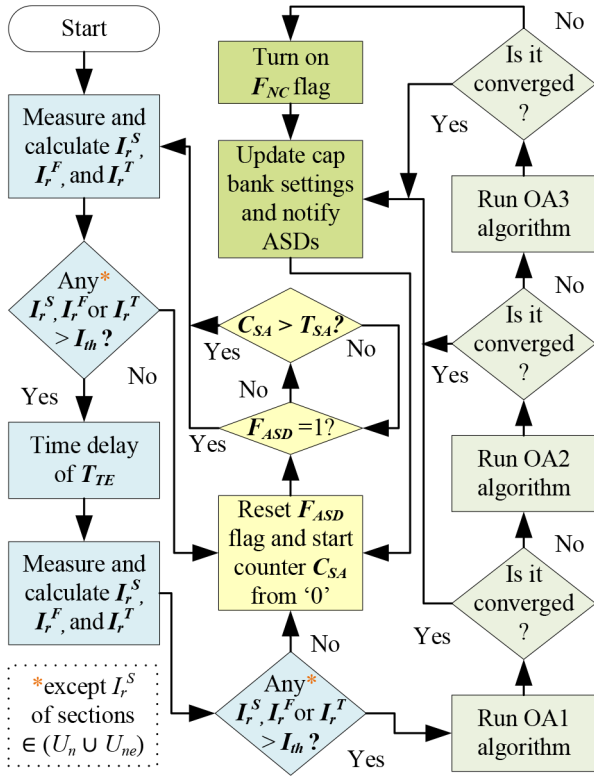 Start
Measure and
calculate I_r^S,
I_r^F, and I_r^T
Any*
I_r^S, I_r^F or I_r^T
> I_th ?
Yes
No
Time delay
of T_TE
Measure and
calculate I_r^S,
I_r^F, and I_r^T
*except I_r^S
of sections
∈ (U_n ∪ U_ne)
Turn on
F_NC flag
Update cap
bank settings
and notify
ASDs
C_SA > T_SA?
Yes
No
No
F_ASD =1?
Yes
Reset F_ASD
flag and start
counter C_SA
from ‘0’
No
Any*
I_r^S, I_r^F or I_r^T
> I_th ?
Yes
No
Is it
converged
?
Yes
Run OA3
algorithm
No
Is it
converged
?
Yes
Run OA2
algorithm
No
Is it
converged
?
Yes
Run OA1
algorithm